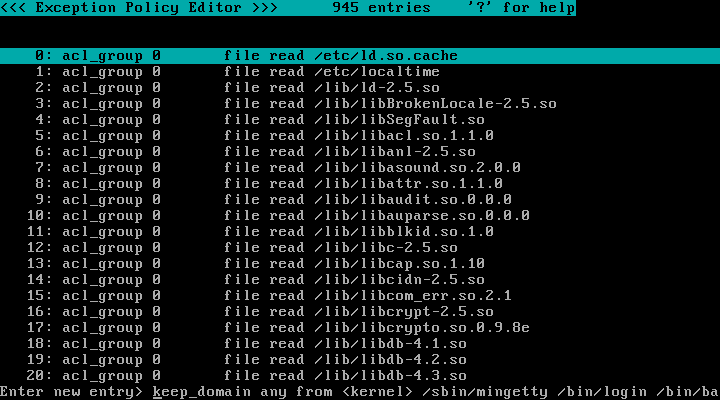 <<< Exception Policy Editor >>>      945 entries    '?' for help
0: acl_group 0       file read /etc/ld.so.cache
1: acl_group 0       file read /etc/localtime
2: acl_group 0       file read /lib/ld-2.5.so
3: acl_group 0       file read /lib/libBrokenLocale-2.5.so
4: acl_group 0       file read /lib/libSegFault.so
5: acl_group 0       file read /lib/libacl.so.1.1.0
6: acl_group 0       file read /lib/libanl-2.5.so
7: acl_group 0       file read /lib/libasound.so.2.0.0
8: acl_group 0       file read /lib/libattr.so.1.1.0
9: acl_group 0       file read /lib/libaudit.so.0.0.0
10: acl_group 0       file read /lib/libauparse.so.0.0.0
11: acl_group 0       file read /lib/libblkid.so.1.0
12: acl_group 0       file read /lib/libc-2.5.so
13: acl_group 0       file read /lib/libcap.so.1.10
14: acl_group 0       file read /lib/libcidn-2.5.so
15: acl_group 0       file read /lib/libcom_err.so.2.1
16: acl_group 0       file read /lib/libcrypt-2.5.so
17: acl_group 0       file read /lib/libcrypto.so.0.9.8e
18: acl_group 0       file read /lib/libdb-4.1.so
19: acl_group 0       file read /lib/libdb-4.2.so
20: acl_group 0       file read /lib/libdb-4.3.so
Enter new entry> keep_domain any from <kernel> /sbin/mingetty /bin/login /bin/ba